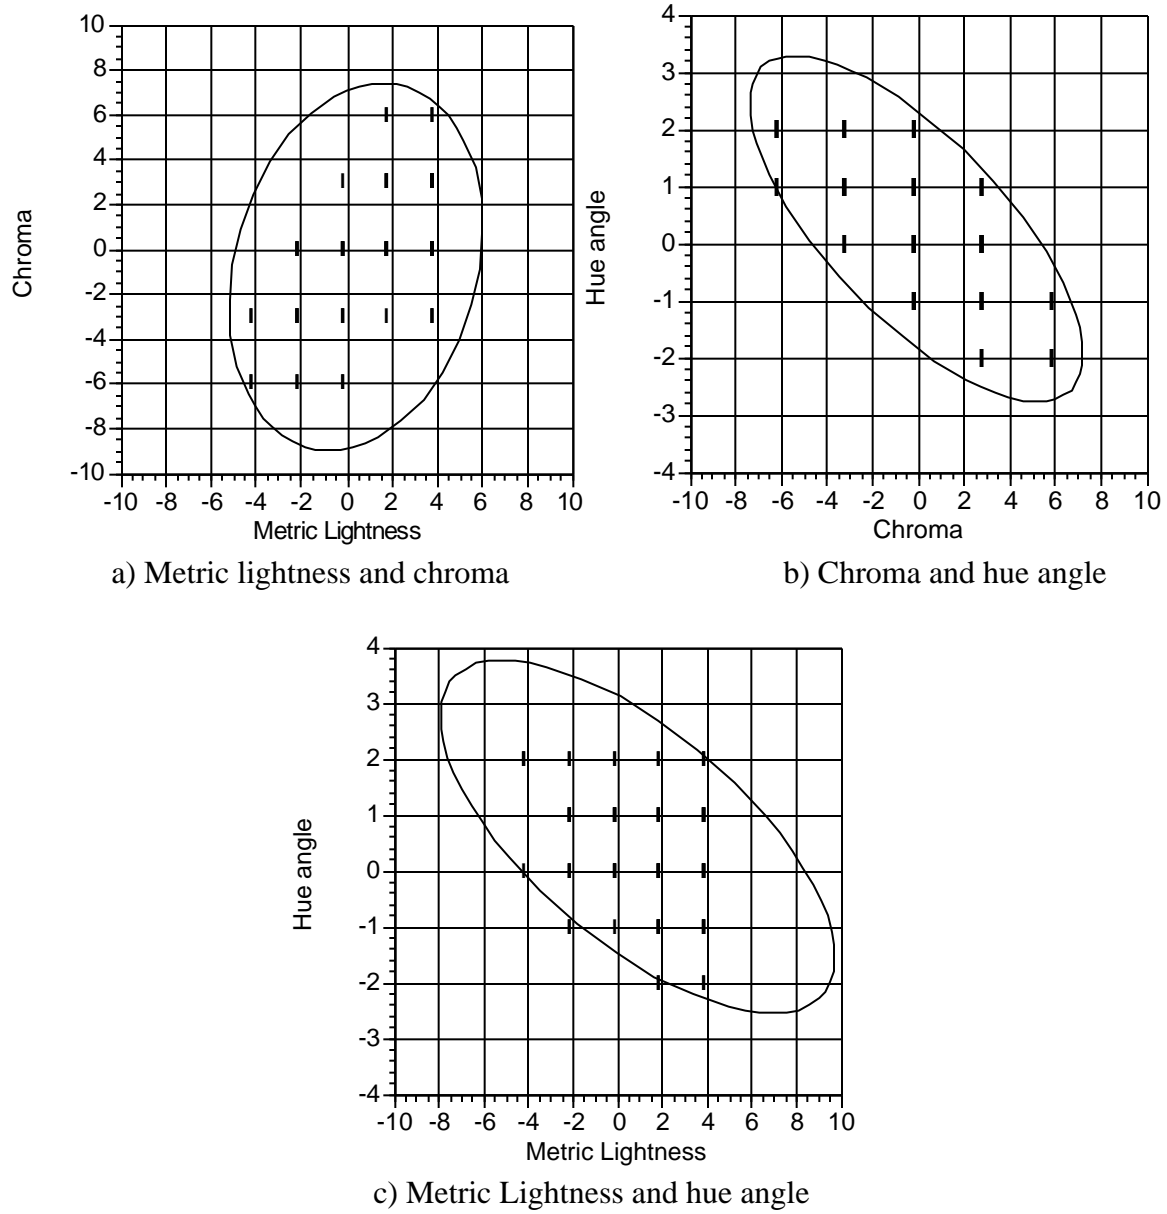 10
8
6
4
2
0
-2
-4
-6
-8
-10
Chroma
-10 -8 -6 -4 -2 0 2 4 6 8 10
Metric Lightness
a) Metric lightness and chroma
4
3
2
1
0
-1
-2
-3
-4
Hue angle
-10 -8 -6 -4 -2 0 2 4 6 8 10
Chroma
b) Chroma and hue angle
4
3
2
1
0
-1
-2
-3
-4
Hue angle
-10 -8 -6 -4 -2 0 2 4 6 8 10
Metric Lightness
c) Metric Lightness and hue angle